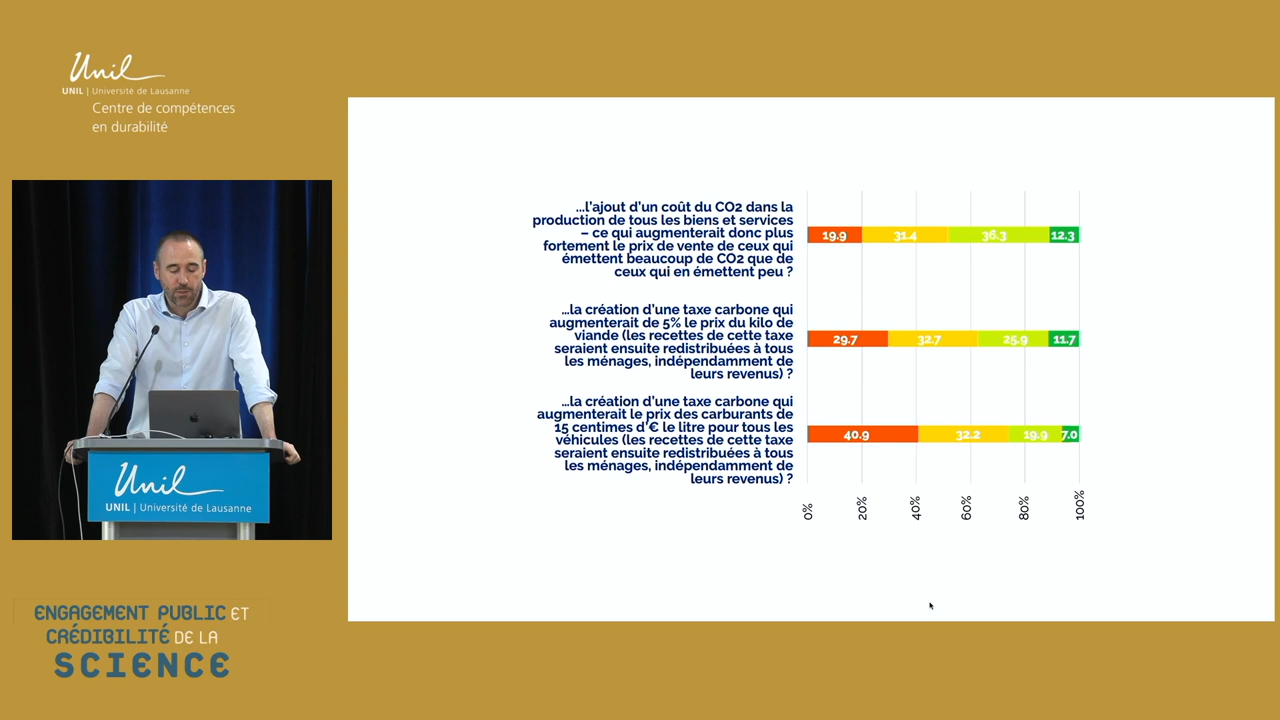 Unil
UNIL | Université de Lausanne
Centre de compétences
en durabilité
...l'ajout d'un coût du CO2 dans la
production de tous les biens et services
– ce qui augmenterait donc plus
fortement le prix de vente de ceux qui
émettent beaucoup de CO2 que de
ceux qui en émettent peu ?
19.9 31.4 36.3 12.3
...la création d'une taxe carbone qui
augmenterait de 5% le prix du kilo de
viande (les recettes de cette taxe
seraient ensuite redistribuées à tous
les ménages, indépendamment de
leurs revenus) ?
29.7 32.7 25.9 11.7
...la création d'une taxe carbone qui
augmenterait le prix des carburants de
15 centimes d'€ le litre pour tous les
véhicules (les recettes de cette taxe
seraient ensuite redistribuées à tous
les ménages, indépendamment de
leurs revenus) ?
40.9 32.2 19.9 7.0
0% 20% 40% 60% 80% 100%
Unil
UNIL | Université de Lausanne
ENGAGEMENT PUBLIC ET
CRÉDIBILITÉ DE LA
SCIENCE